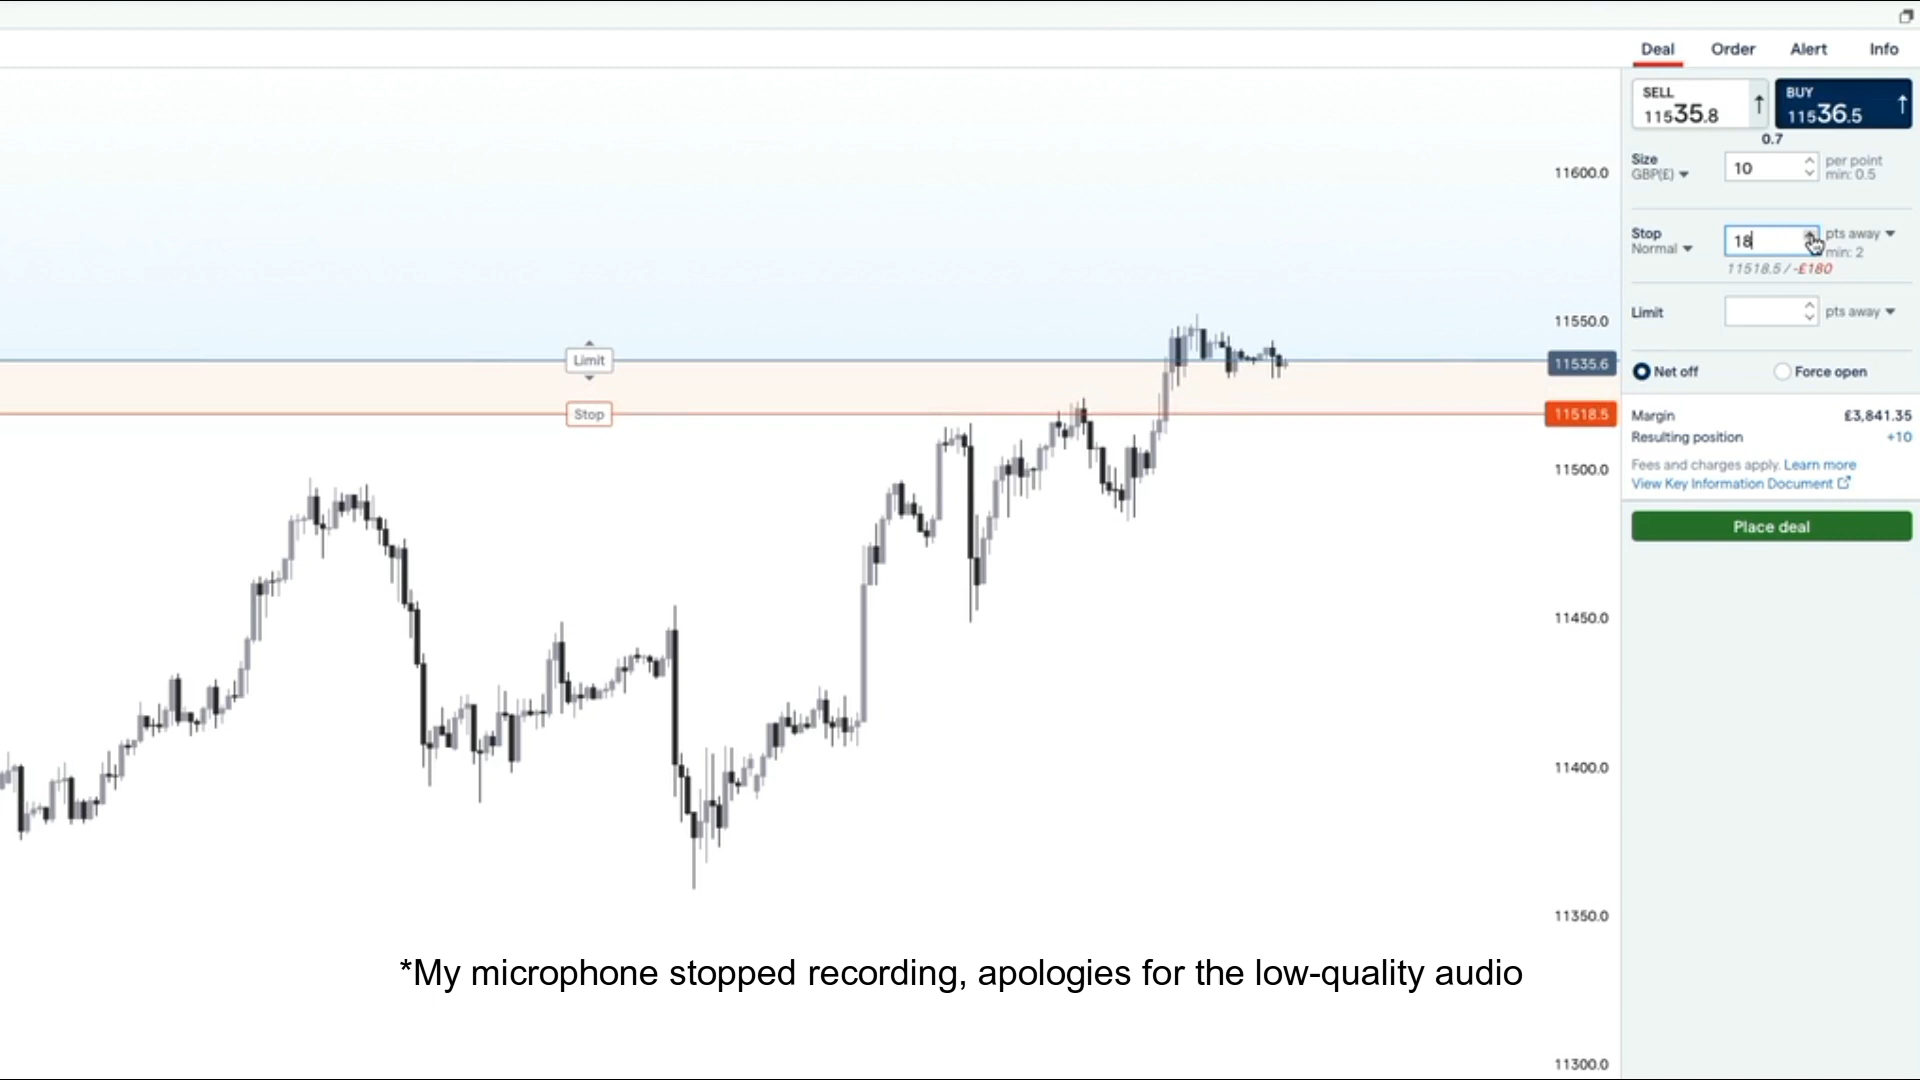 Deal Order Alert Info
SELL
11535.8
BUY
11536.5
0.7
Size
GBP(£)
10
per point
min: 0.5
Stop
Normal
18
pts away
min: 2
11518.5 / -£180
Limit
pts away
Net off
Force open
Margin £3,841.35
Resulting position +10
Fees and charges apply. Learn more
View Key Information Document
Place deal
11600.0
11550.0
Limit
11535.6
Stop
11518.5
11500.0
11450.0
11400.0
11350.0
11300.0
*My microphone stopped recording, apologies for the low-quality audio